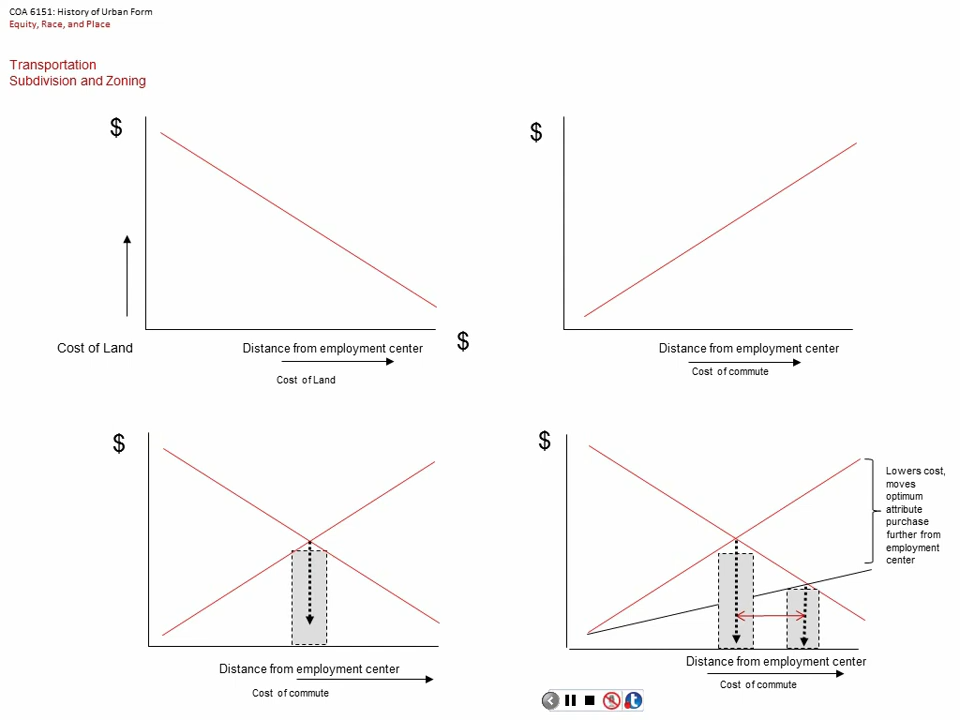 COA 6151: History of Urban Form
Equity, Race, and Place
Transportation
Subdivision and Zoning
$
$
Cost of Land
Distance from employment center
$
Cost of Land
Distance from employment center
Cost of commute
$
Distance from employment center
Cost of commute
$
Lowers cost,
moves
optimum
attribute
purchase
further from
employment
center
Distance from employment center
Cost of commute
t